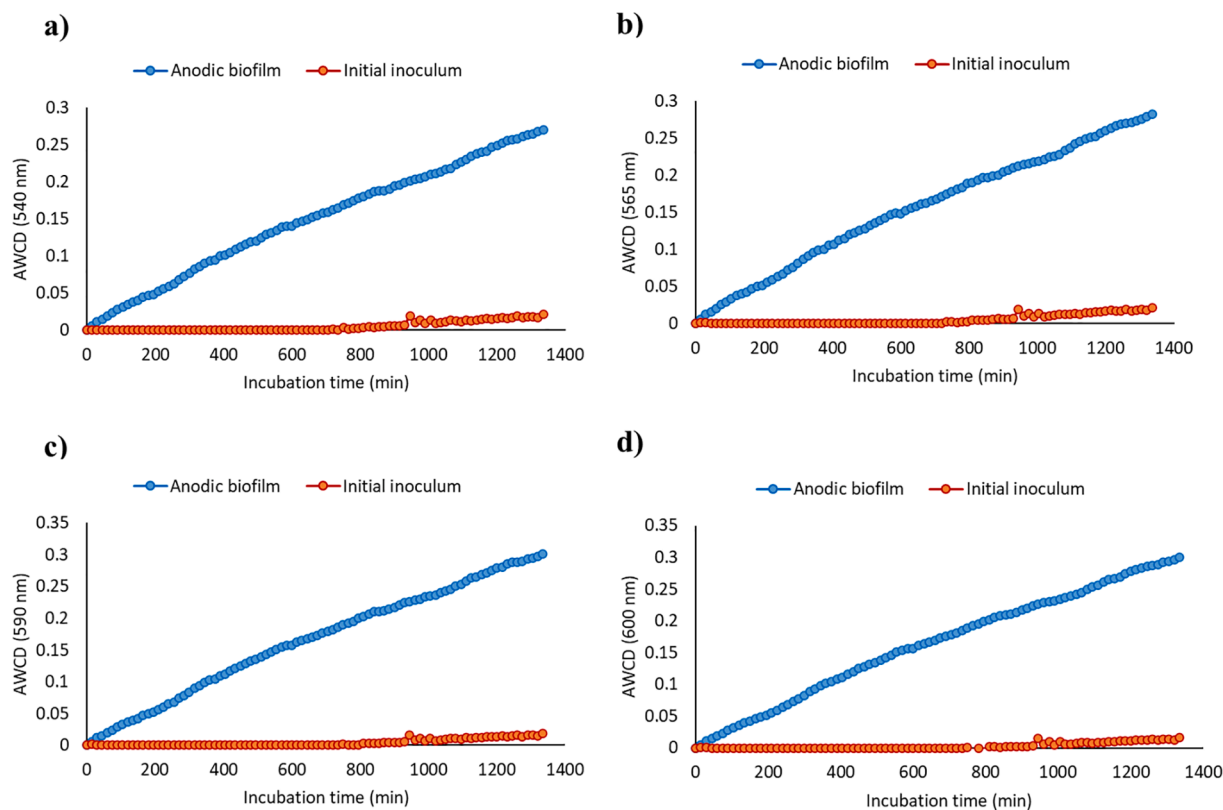 a)
Anodic biofilm Initial inoculum
0.3
0.25
0.2
0.15
0.1
0.05
0
AWCD (540 nm)
0 200 400 600 800 1000 1200 1400
Incubation time (min)
b)
Anodic biofilm Initial inoculum
0.3
0.25
0.2
0.15
0.1
0.05
0
AWCD (565 nm)
0 200 400 600 800 1000 1200 1400
Incubation time (min)
c)
Anodic biofilm Initial inoculum
0.35
0.3
0.25
0.2
0.15
0.1
0.05
0
AWCD (590 nm)
0 200 400 600 800 1000 1200 1400
Incubation time (min)
d)
Anodic biofilm Initial inoculum
0.35
0.3
0.25
0.2
0.15
0.1
0.05
0
AWCD (600 nm)
0 200 400 600 800 1000 1200 1400
Incubation time (min)